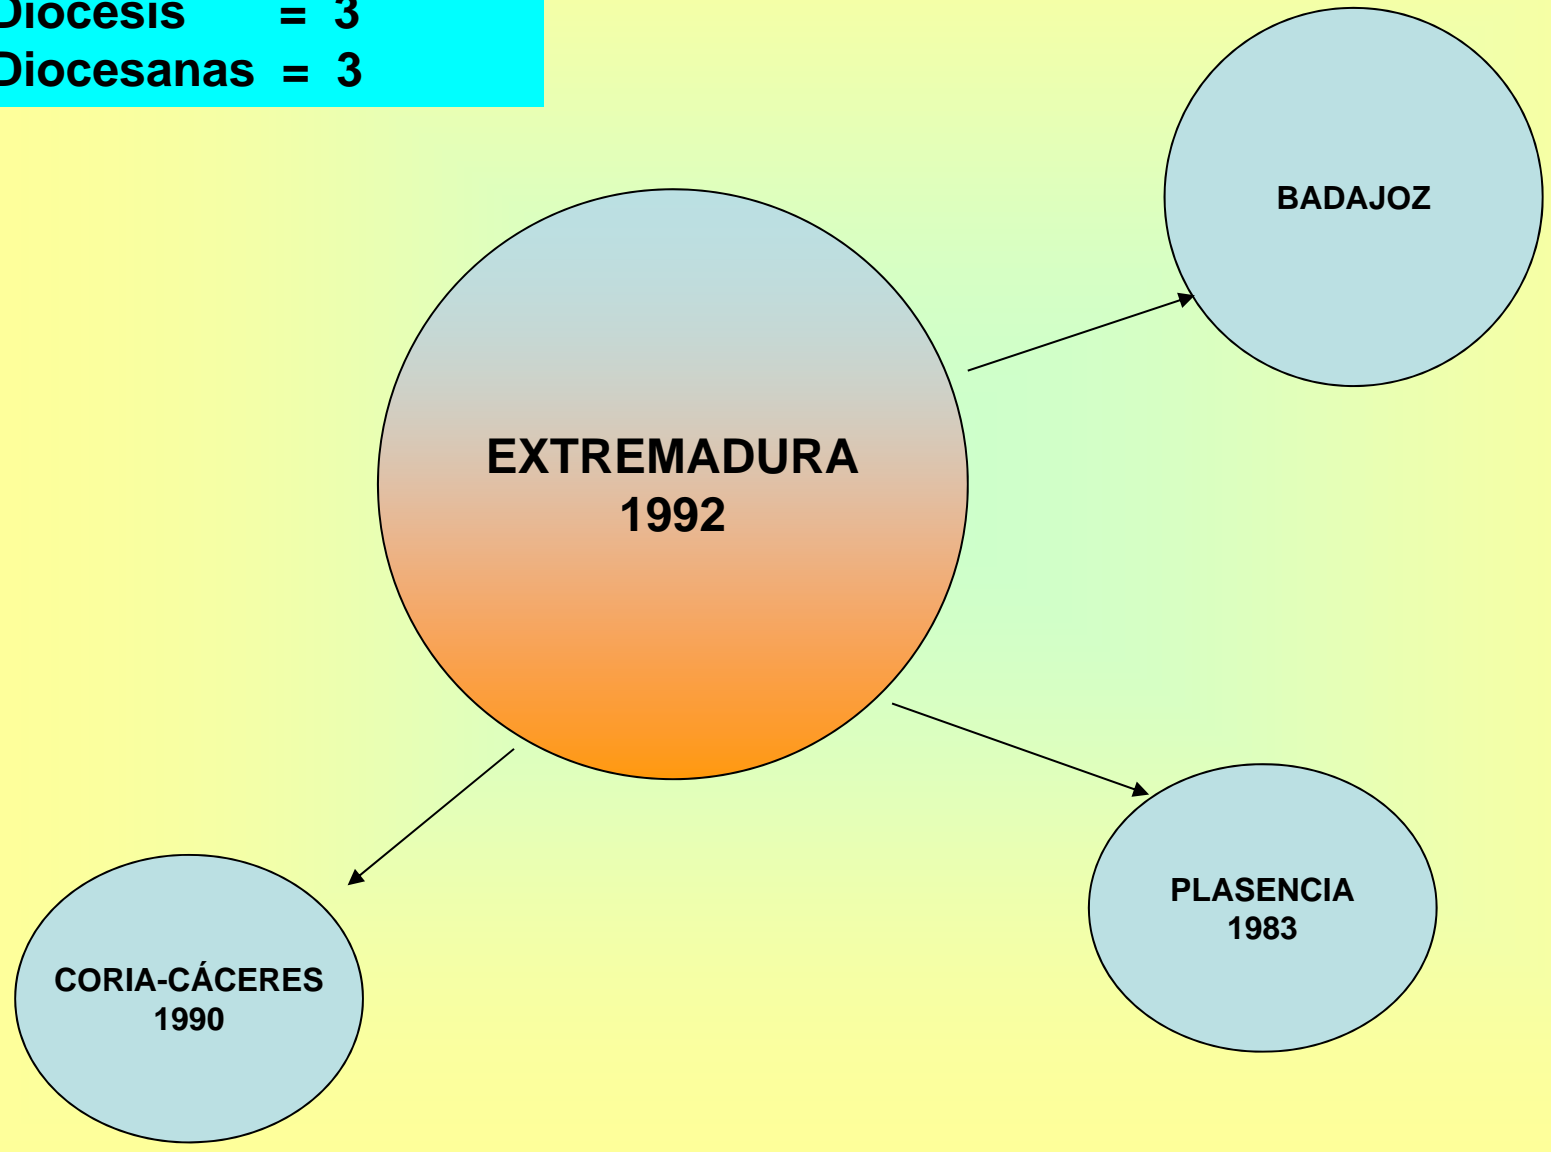 Diocesis = 3
Diocesanas = 3
BADAJOZ
EXTREMADURA
1992
PLASENCIA
1983
CORIA-CÁCERES
1990